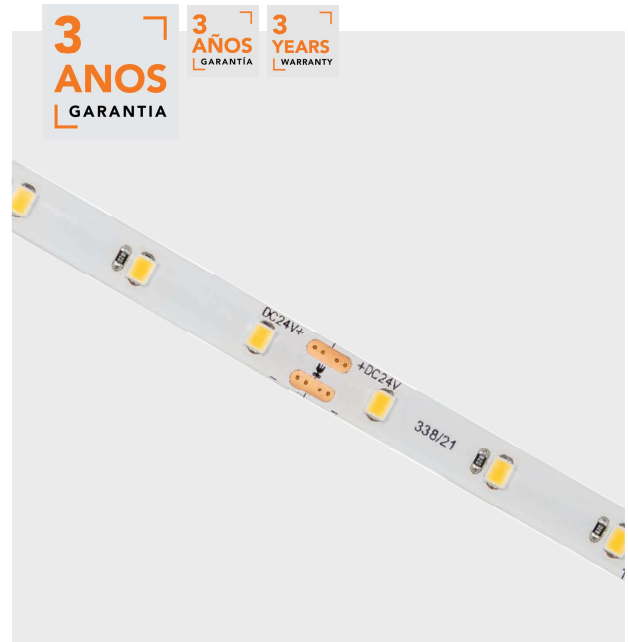 3
ANOS
GARANTIA
3
AÑOS
GARANTÍA
3
YEARS
WARRANTY
DC24V+
+DC24V
338/21